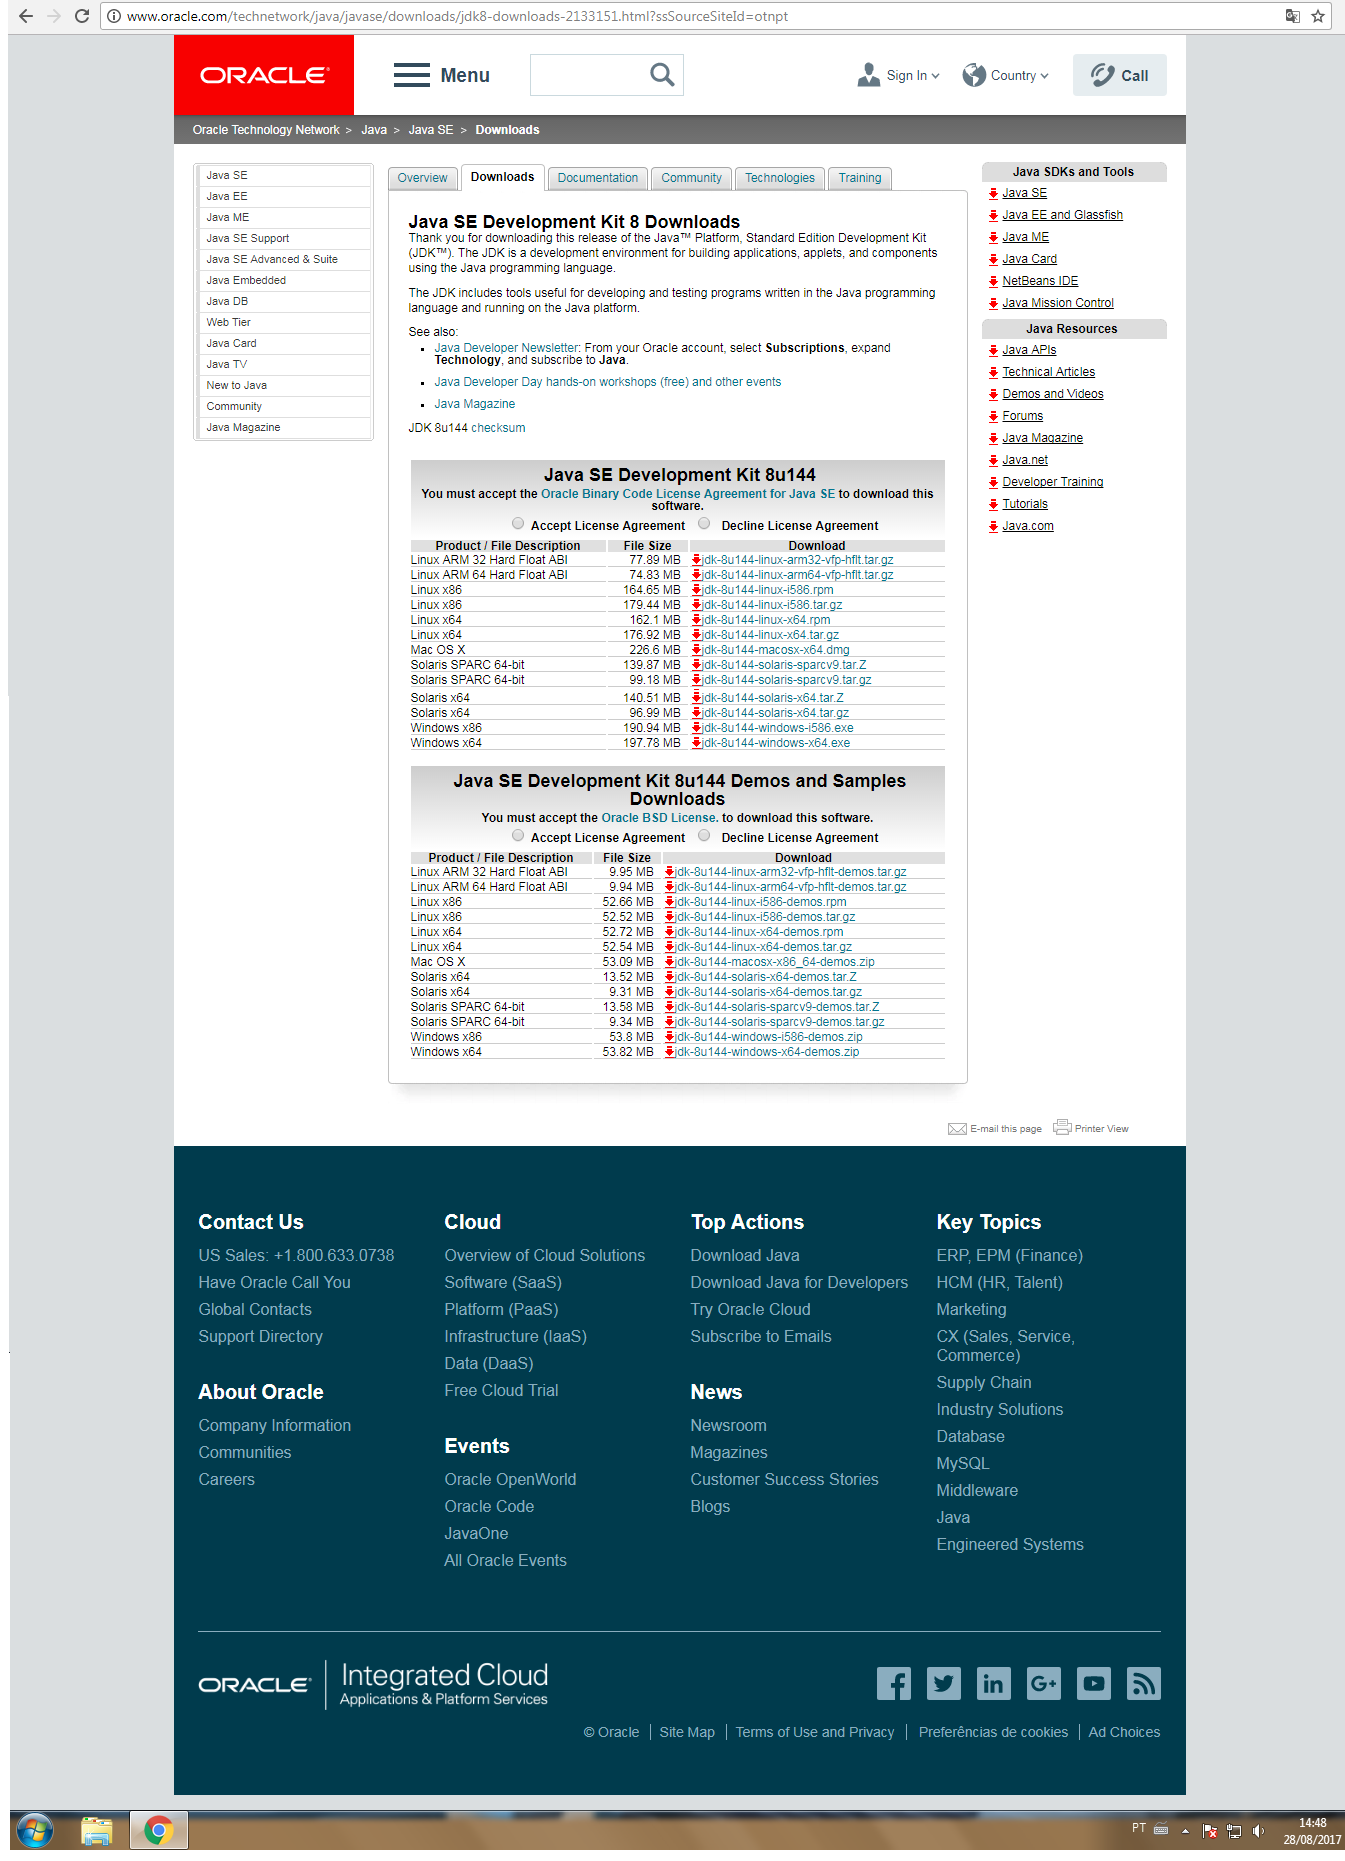 www.oracle.com/technetwork/java/javase/downloads/jdk8-downloads-2133151.html?ssSourceSiteId=otnpt
ORACLE
Menu
Sign In
Country
Call
Oracle Technology Network > Java > Java SE > Downloads
Java SE
Java EE
Java ME
Java SE Support
Java SE Advanced & Suite
Java Embedded
Java DB
Web Tier
Java Card
Java TV
New to Java
Community
Java Magazine
Overview
Downloads
Documentation
Community
Technologies
Training
Java SE Development Kit 8 Downloads
Thank you for downloading this release of the Java™ Platform, Standard Edition Development Kit
(JDK™). The JDK is a development environment for building applications, applets, and components
using the Java programming language.
The JDK includes tools useful for developing and testing programs written in the Java programming
language and running on the Java platform.
See also:
Java Developer Newsletter: From your Oracle account, select Subscriptions, expand
Technology, and subscribe to Java.
Java Developer Day hands-on workshops (free) and other events
Java Magazine
JDK 8u144 checksum
Java SE Development Kit 8u144
You must accept the Oracle Binary Code License Agreement for Java SE to download this
software.
Accept License Agreement Decline License Agreement
Product / File Description File Size Download
Linux ARM 32 Hard Float ABI 77.89 MB jdk-8u144-linux-arm32-vfp-hflt.tar.gz
Linux ARM 64 Hard Float ABI 74.83 MB jdk-8u144-linux-arm64-vfp-hflt.tar.gz
Linux x86 164.65 MB jdk-8u144-linux-i586.rpm
Linux x86 179.44 MB jdk-8u144-linux-i586.tar.gz
Linux x64 162.1 MB jdk-8u144-linux-x64.rpm
Linux x64 176.92 MB jdk-8u144-linux-x64.tar.gz
Mac OS X 226.6 MB jdk-8u144-macosx-x64.dmg
Solaris SPARC 64-bit 139.87 MB jdk-8u144-solaris-sparcv9.tar.Z
Solaris SPARC 64-bit 99.18 MB jdk-8u144-solaris-sparcv9.tar.gz
Solaris x64 140.51 MB jdk-8u144-solaris-x64.tar.Z
Solaris x64 96.99 MB jdk-8u144-solaris-x64.tar.gz
Windows x86 190.94 MB jdk-8u144-windows-i586.exe
Windows x64 197.78 MB jdk-8u144-windows-x64.exe
Java SE Development Kit 8u144 Demos and Samples
Downloads
You must accept the Oracle BSD License. to download this software.
Accept License Agreement Decline License Agreement
Product / File Description File Size Download
Linux ARM 32 Hard Float ABI 9.95 MB jdk-8u144-linux-arm32-vfp-hflt-demos.tar.gz
Linux ARM 64 Hard Float ABI 9.94 MB jdk-8u144-linux-arm64-vfp-hflt-demos.tar.gz
Linux x86 52.66 MB jdk-8u144-linux-i586-demos.rpm
Linux x86 52.52 MB jdk-8u144-linux-i586-demos.tar.gz
Linux x64 52.72 MB jdk-8u144-linux-x64-demos.rpm
Linux x64 52.54 MB jdk-8u144-linux-x64-demos.tar.gz
Mac OS X 53.09 MB jdk-8u144-macosx-x86_64-demos.zip
Solaris x64 13.52 MB jdk-8u144-solaris-x64-demos.tar.Z
Solaris x64 9.31 MB jdk-8u144-solaris-x64-demos.tar.gz
Solaris SPARC 64-bit 13.58 MB jdk-8u144-solaris-sparcv9-demos.tar.Z
Solaris SPARC 64-bit 9.34 MB jdk-8u144-solaris-sparcv9-demos.tar.gz
Windows x86 53.8 MB jdk-8u144-windows-i586-demos.zip
Windows x64 53.82 MB jdk-8u144-windows-x64-demos.zip
Java SDKs and Tools
Java SE
Java EE and Glassfish
Java ME
Java Card
NetBeans IDE
Java Mission Control
Java Resources
Java APIs
Technical Articles
Demos and Videos
Forums
Java Magazine
Java.net
Developer Training
Tutorials
Java.com
E-mail this page Printer View
Contact Us
US Sales: +1.800.633.0738
Have Oracle Call You
Global Contacts
Support Directory
About Oracle
Company Information
Communities
Careers
Cloud
Overview of Cloud Solutions
Software (SaaS)
Platform (PaaS)
Infrastructure (IaaS)
Data (DaaS)
Free Cloud Trial
Events
Oracle OpenWorld
Oracle Code
JavaOne
All Oracle Events
Top Actions
Download Java
Download Java for Developers
Try Oracle Cloud
Subscribe to Emails
News
Newsroom
Magazines
Customer Success Stories
Blogs
Key Topics
ERP, EPM (Finance)
HCM (HR, Talent)
Marketing
CX (Sales, Service,
Commerce)
Supply Chain
Industry Solutions
Database
MySQL
Middleware
Java
Engineered Systems
ORACLE
Integrated Cloud
Applications & Platform Services
© Oracle | Site Map | Terms of Use and Privacy | Preferências de cookies | Ad Choices
PT
14:48
28/08/2017